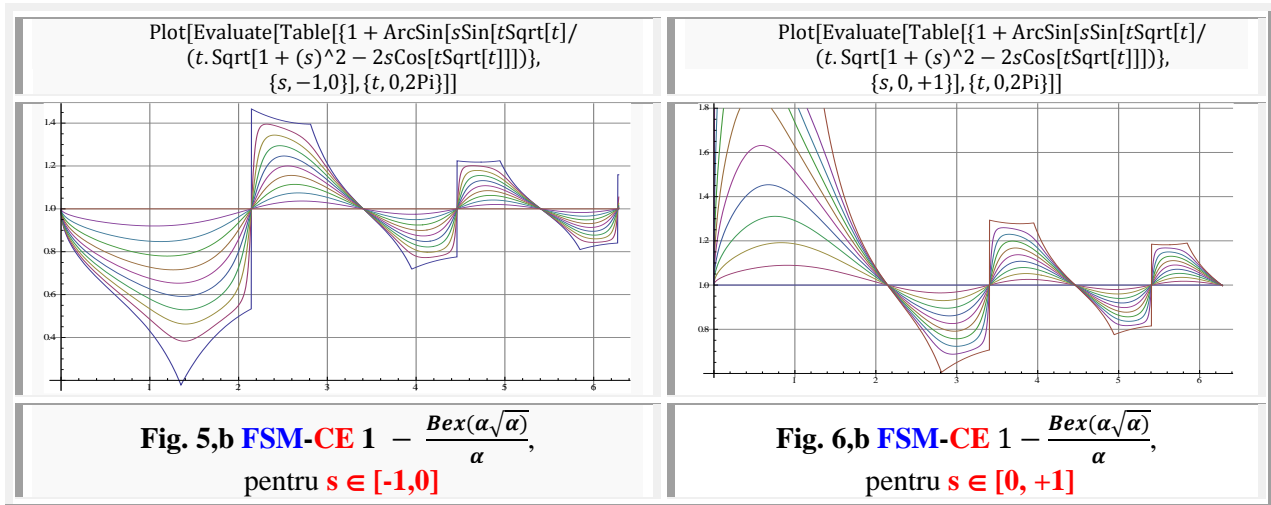 Plot[Evaluate[Table[{1 + ArcSin[sSin[tSqrt[t]/
(t. Sqrt[1 + (s)^2 − 2sCos[tSqrt[t]]])},
{s, −1,0}], {t, 0,2Pi}]]
Plot[Evaluate[Table[{1 + ArcSin[sSin[tSqrt[t]/
(t. Sqrt[1 + (s)^2 − 2sCos[tSqrt[t]]])},
{s, 0, +1}], {t, 0,2Pi}]]
1.4
1.0
0.8
0.6
0.4
1 2 3 4 5 6
1.8
1.6
1.4
1.2
1.0
0.8
1 2 3 4 5 6
Fig. 5,b FSM-CE 1 − Bex(α√α)/α,
pentru s ∈ [-1,0]
Fig. 6,b FSM-CE 1 − Bex(α√α)/α,
pentru s ∈ [0, +1]